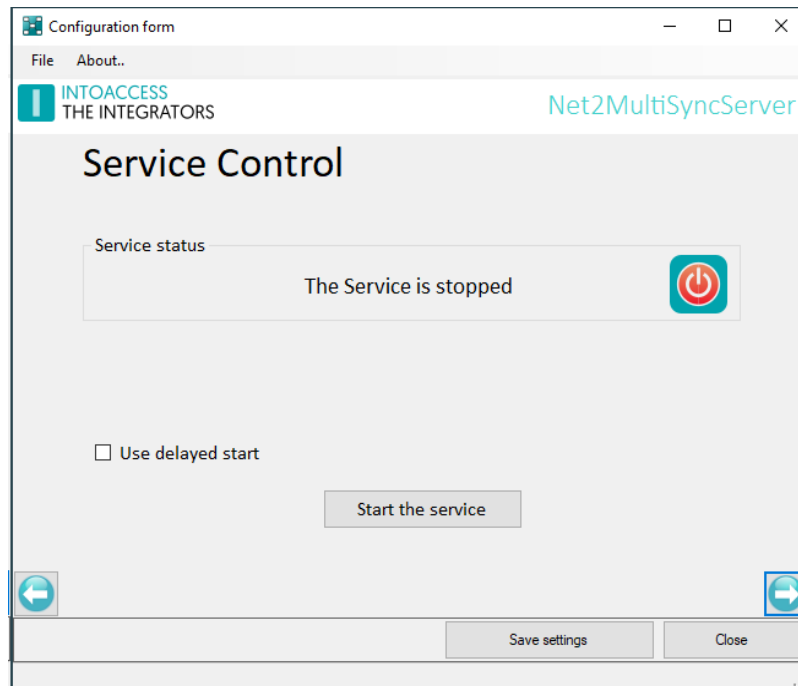 Configuration form
File About..
INTOACCESS
THE INTEGRATORS
Net2MultiSyncServer
Service Control
Service status
The Service is stopped
Use delayed start
Start the service
Save settings Close